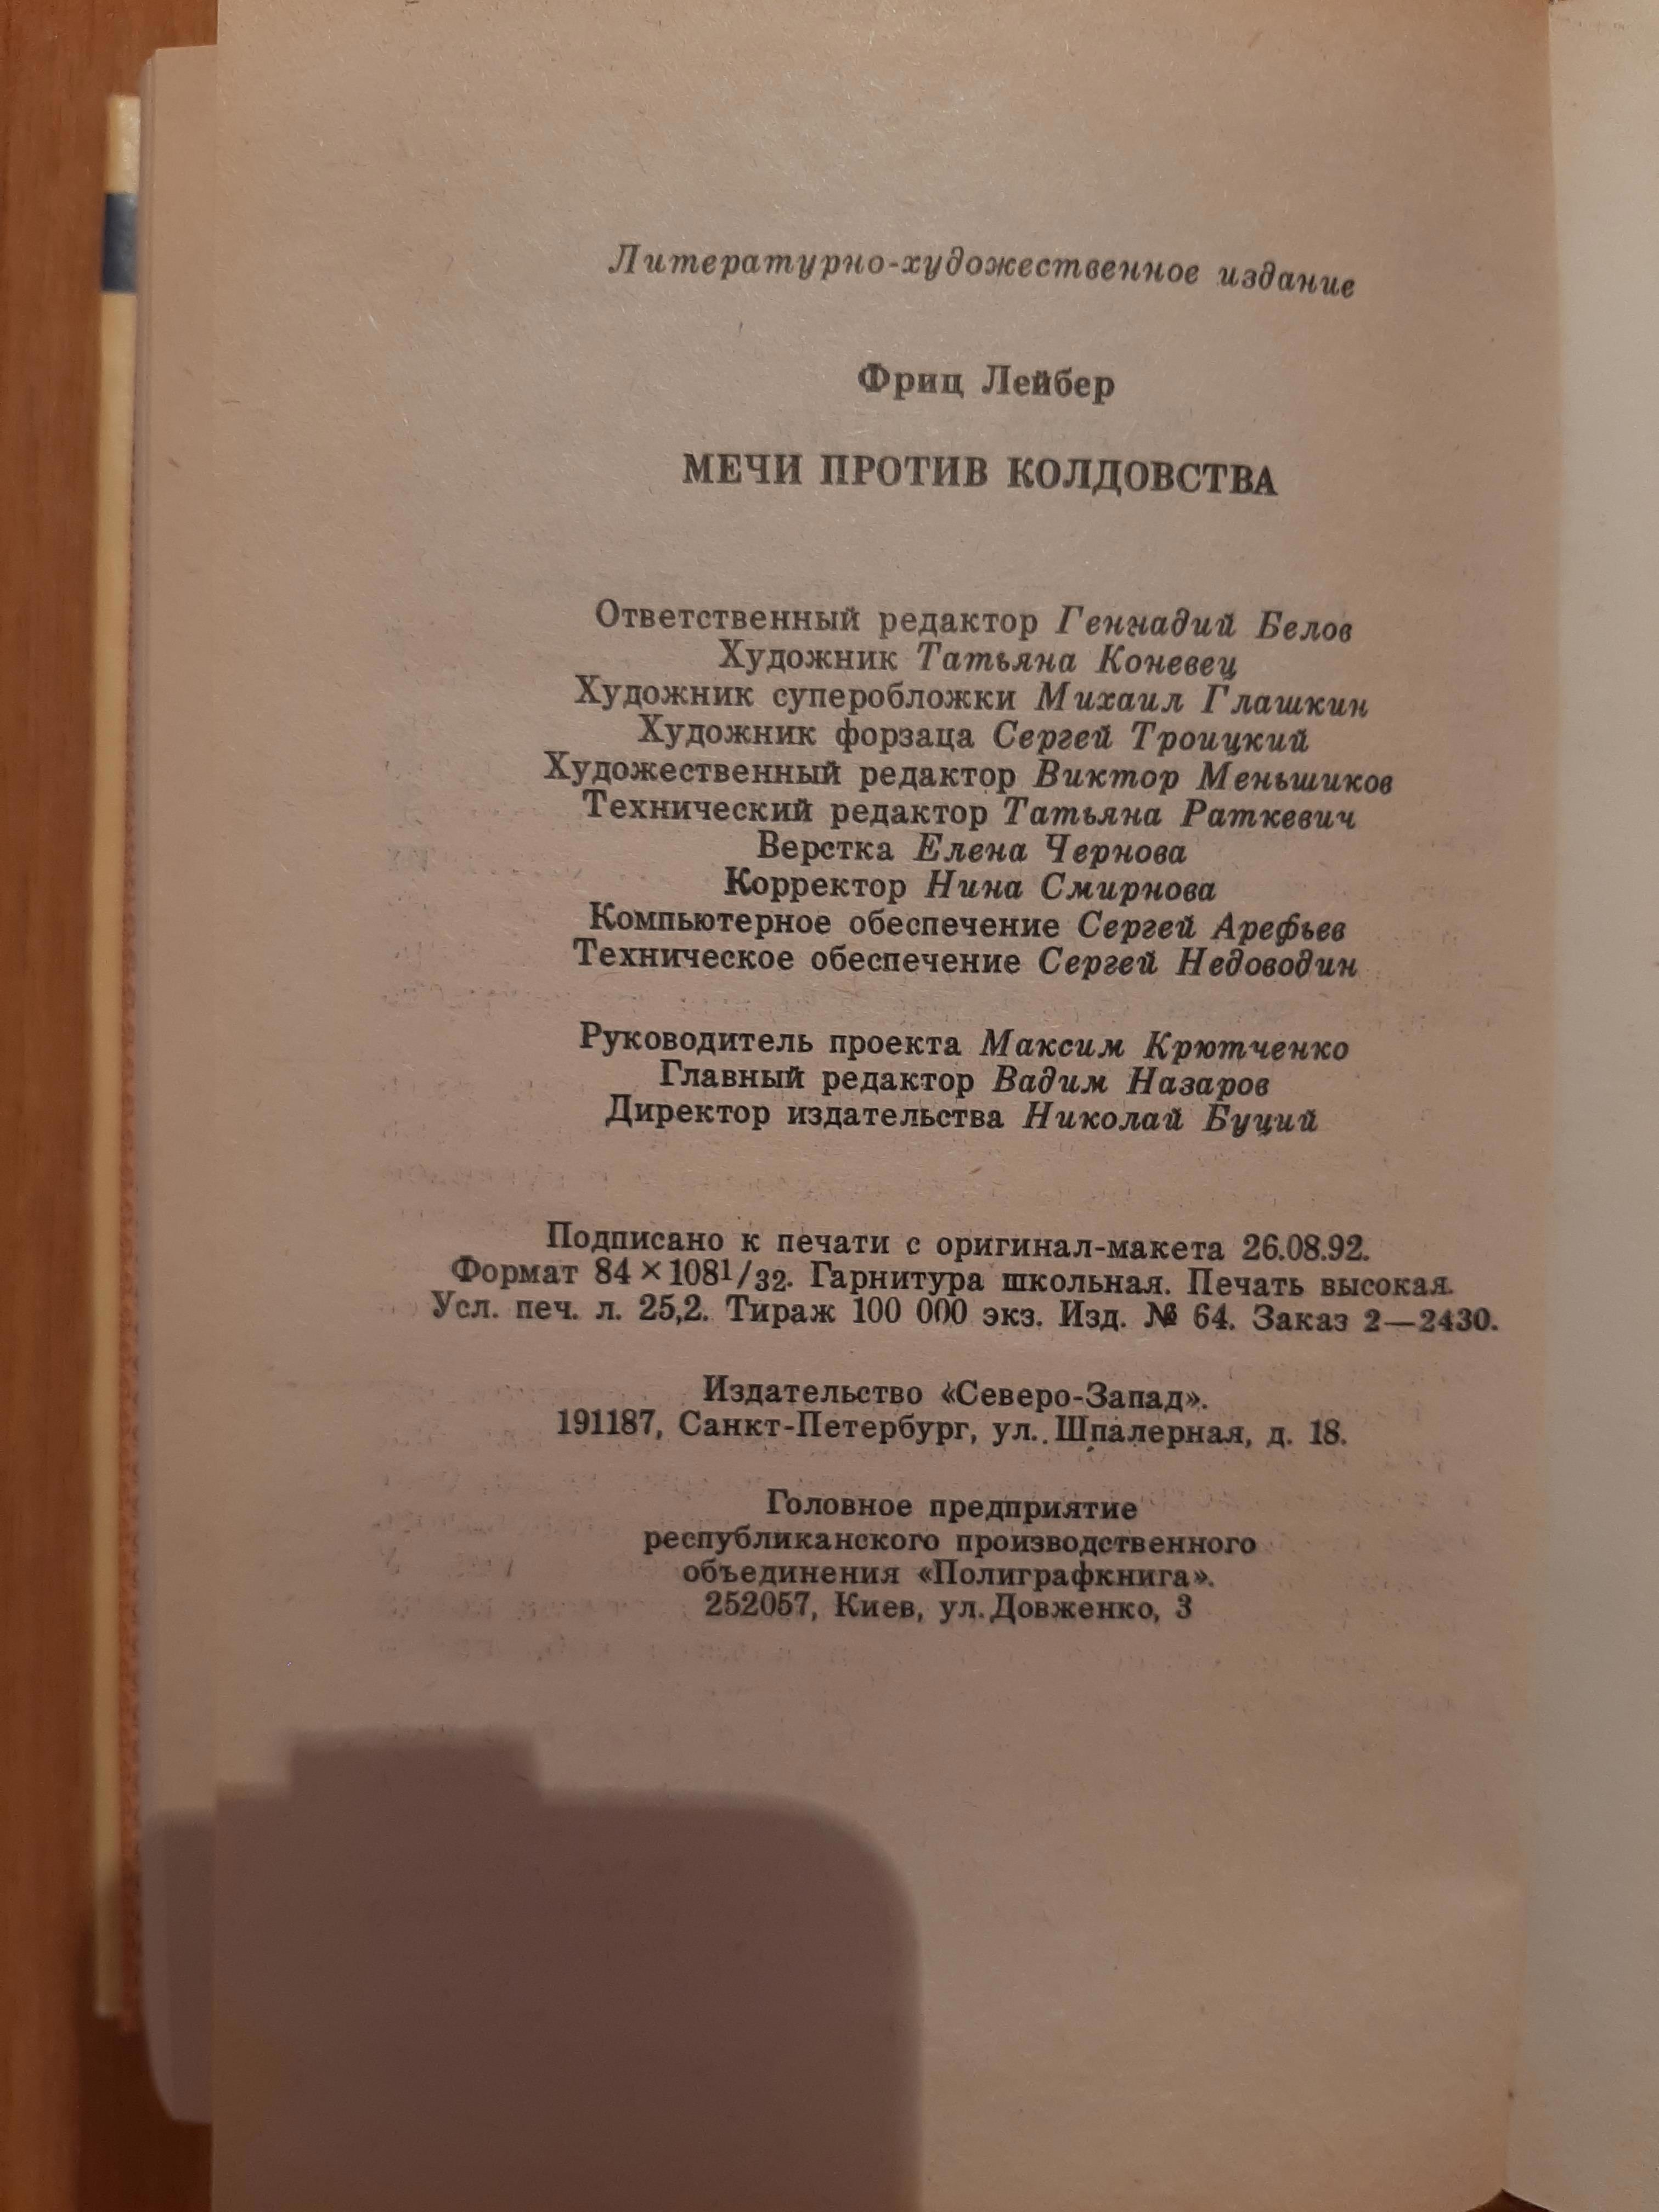 Литературно-художественное издание
Фриц Лейбер
МЕЧИ ПРОТИВ КОЛДОВСТВА
Ответственный редактор Геннадий Белов
Художник Татьяна Коневец
Художник суперобложки Михаил Глашкин
Художник форзаца Сергей Троицкий
Художественный редактор Виктор Меньшиков
Технический редактор Татьяна Раткевич
Верстка Елена Чернова
Корректор Нина Смирнова
Компьютерное обеспечение Сергей Арефьев
Техническое обеспечение Сергей Недоводин
Руководитель проекта Максим Крютченко
Главный редактор Вадим Назаров
Директор издательства Николай Буций
Подписано к печати с оригинал-макета 26.08.92.
Формат 84×108 1/32. Гарнитура школьная. Печать высокая.
Усл. печ. л. 25,2. Тираж 100 000 экз. Изд. № 64. Заказ 2—2430.
Издательство «Северо-Запад».
191187, Санкт-Петербург, ул. Шпалерная, д. 18.
Головное предприятие
республиканского производственного
объединения «Полиграфкнига».
252057, Киев, ул. Довженко, 3